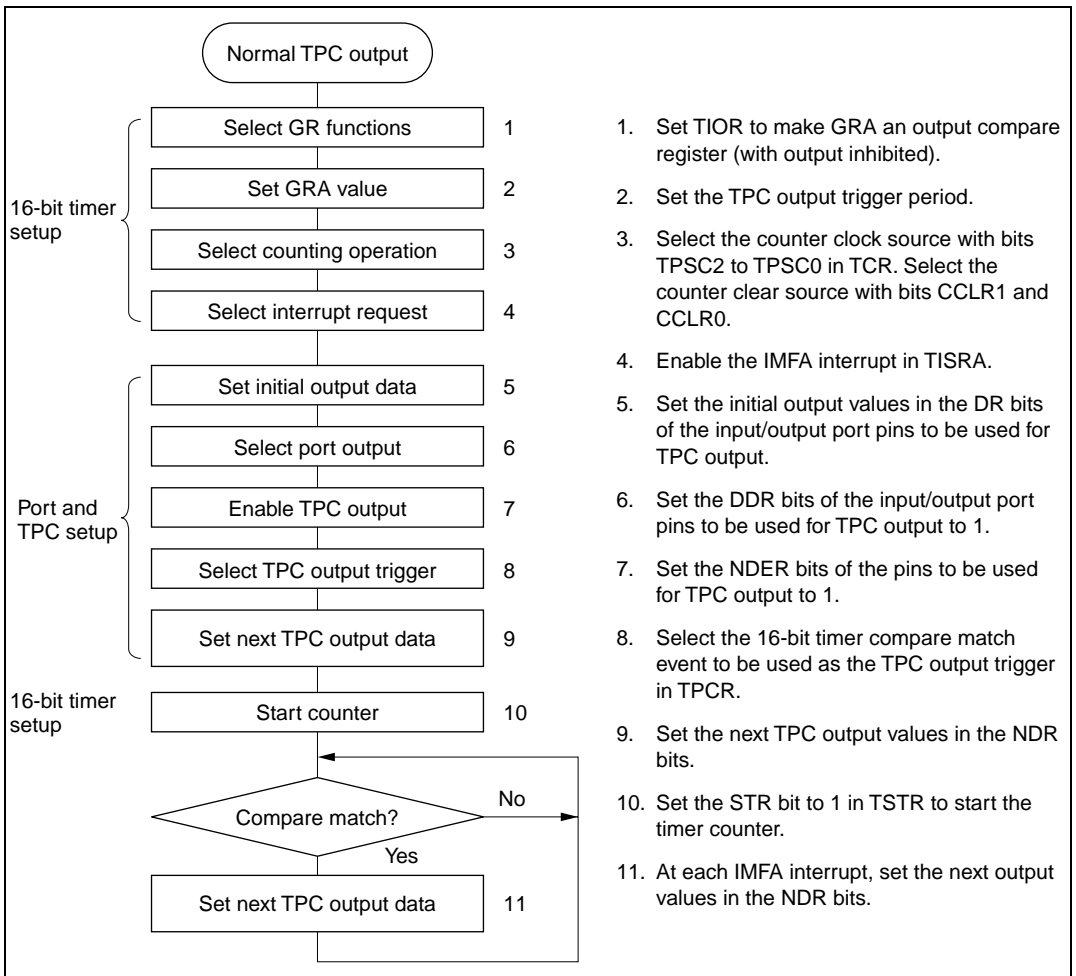 Normal TPC output
Select GR functions
1
Set GRA value
2
16-bit timer
setup
Select counting operation
3
Select interrupt request
4
Set initial output data
5
Select port output
6
Port and
TPC setup
Enable TPC output
7
Select TPC output trigger
8
Set next TPC output data
9
16-bit timer
setup
Start counter
10
Compare match?
No
Yes
Set next TPC output data
11
1. Set TIOR to make GRA an output compare
register (with output inhibited).
2. Set the TPC output trigger period.
3. Select the counter clock source with bits
TPSC2 to TPSC0 in TCR. Select the
counter clear source with bits CCLR1 and
CCLR0.
4. Enable the IMFA interrupt in TISRA.
5. Set the initial output values in the DR bits
of the input/output port pins to be used for
TPC output.
6. Set the DDR bits of the input/output port
pins to be used for TPC output to 1.
7. Set the NDER bits of the pins to be used
for TPC output to 1.
8. Select the 16-bit timer compare match
event to be used as the TPC output trigger
in TPCR.
9. Set the next TPC output values in the NDR
bits.
10. Set the STR bit to 1 in TSTR to start the
timer counter.
11. At each IMFA interrupt, set the next output
values in the NDR bits.